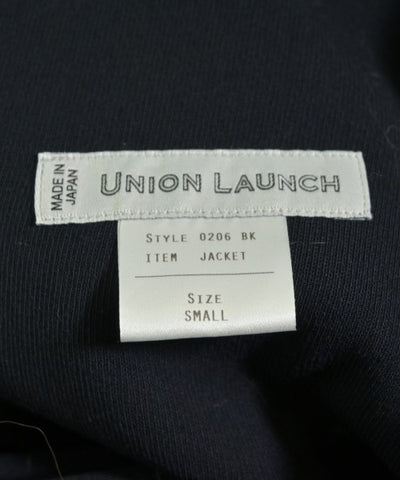 MADE IN
JAPAN
UNION LAUNCH
STYLE 0206 BK
ITEM JACKET
SIZE
SMALL